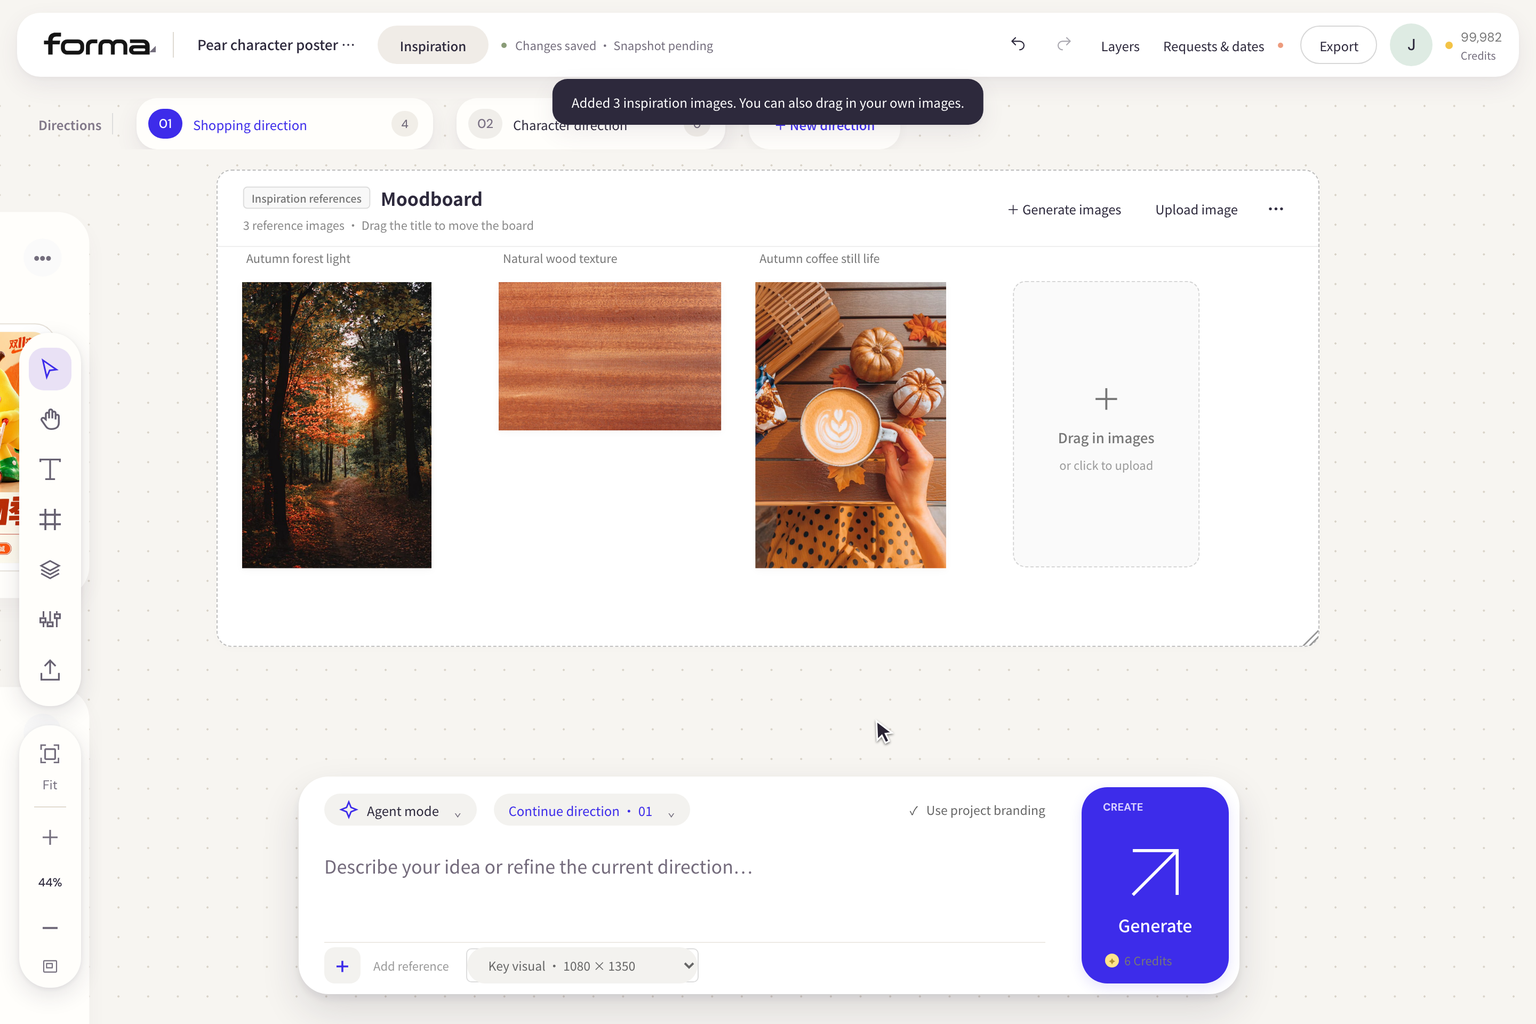 forma
Pear character poster ···
Inspiration
Changes saved • Snapshot pending
Layers
Requests & dates
Export
J
99,982
Credits
Added 3 inspiration images. You can also drag in your own images.
Directions
01 Shopping direction 4
02 Character direction
+ New direction
Inspiration references
Moodboard
3 reference images • Drag the title to move the board
+ Generate images
Upload image
···
Autumn forest light
Natural wood texture
Autumn coffee still life
Drag in images
or click to upload
Fit
44%
Agent mode
Continue direction • 01
✓ Use project branding
Describe your idea or refine the current direction…
Add reference
Key visual • 1080 × 1350
CREATE
Generate
6 Credits